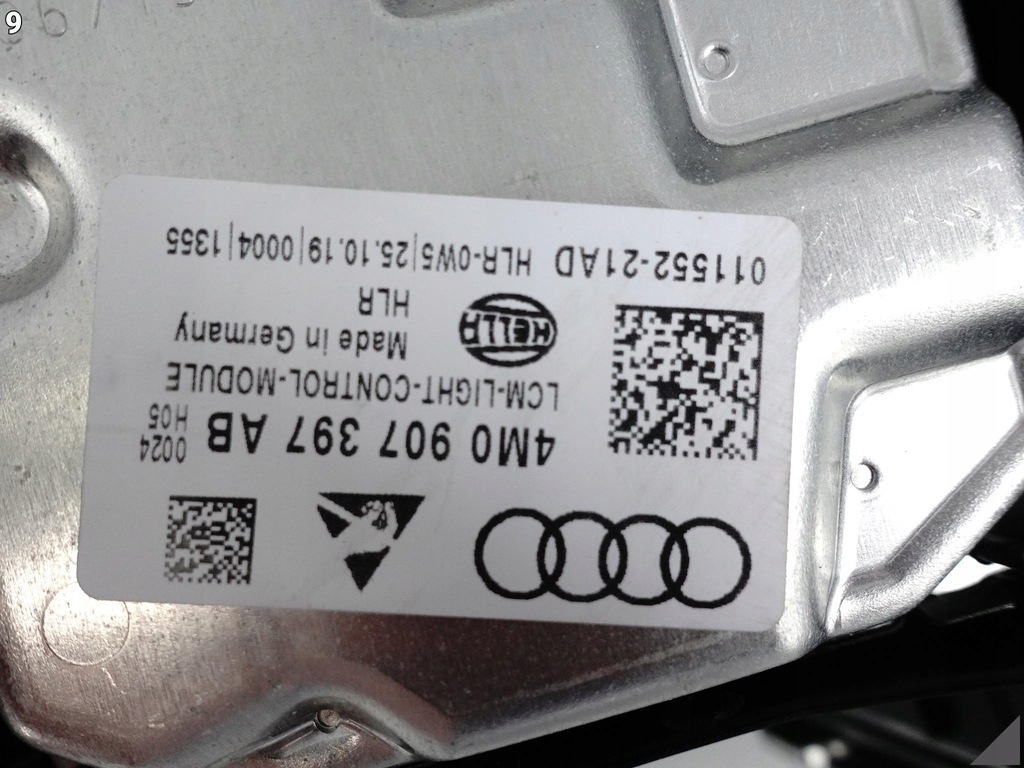 9
4M0 907 397 AB
0024
H05
LCM-LIGHT-CONTROL-MODULE
Made in Germany
HLR
HELLA
011552-21AD HLR-0W5|25.10.19|0004|1355